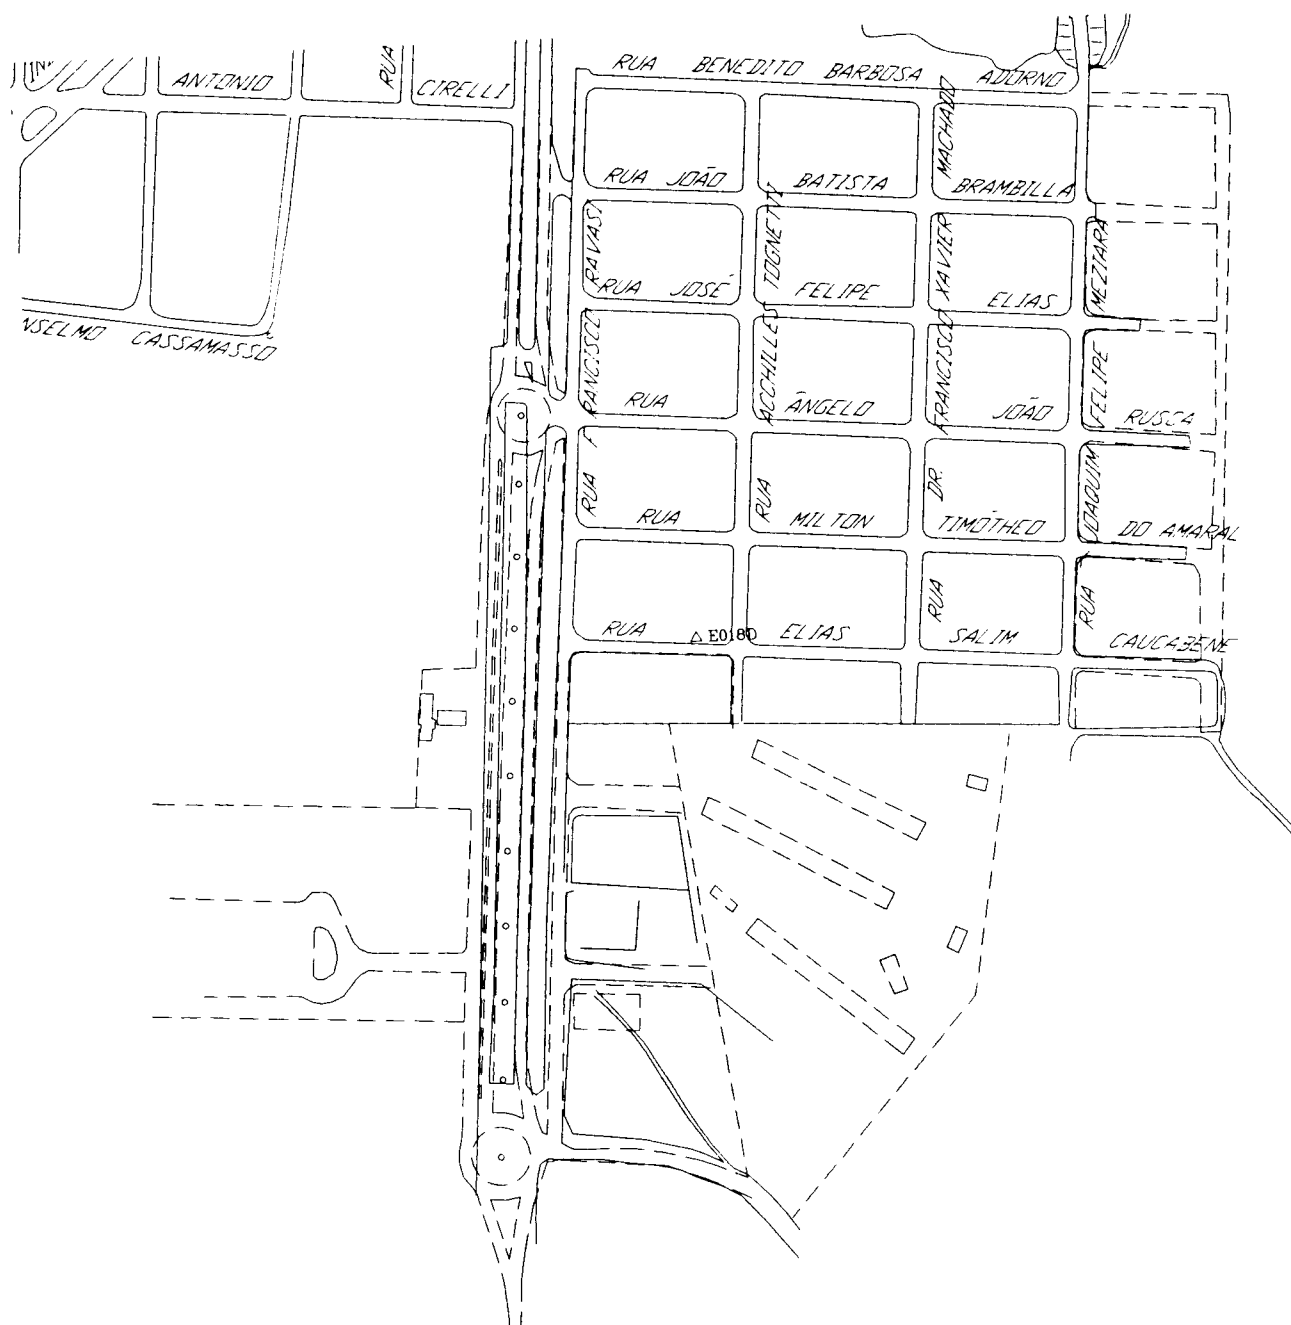 RUA BENEDITO BARBOSA ADORNO
ANTONIO CIRELLI
RUA
RUA JOÃO BATISTA BRAMBILLA
RUA JOSÉ FELIPE ELIAS
NSELMO CASSAMASSO
RUA ÂNGELO JOÃO RUSCA
RUA MILTON TIMÓTHEO DO AMARAL
RUA ELIAS SALIM CAUCABENE
E018D
RUA FRANCISCO RAVASI
RUA ACCHILLES TOGNETTI
RUA DR. FRANCISCO XAVIER MACHADO
RUA JOAQUIM FELIPE MEZIARA